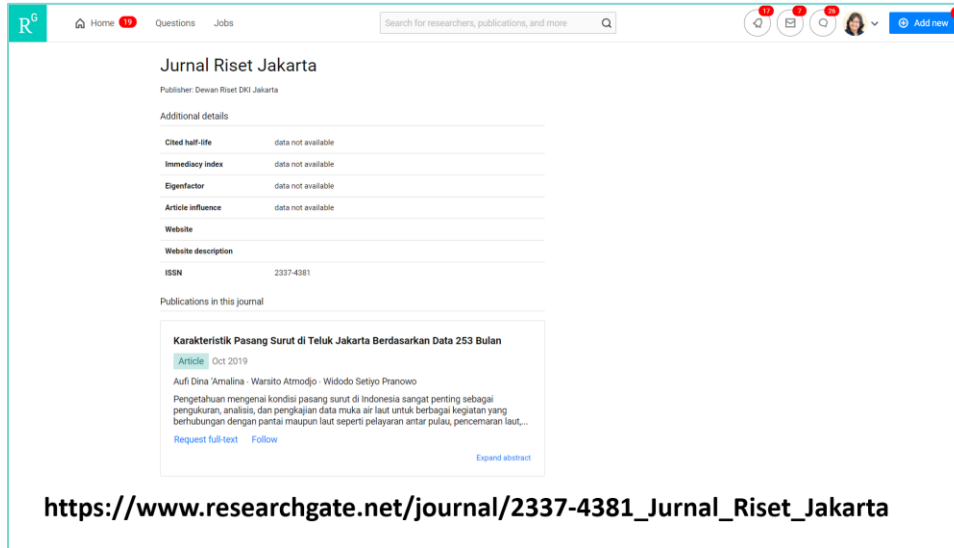 RG Home 19 Questions Jobs Search for researchers, publications, and more 17 7 26 Add new
Jurnal Riset Jakarta
Publisher: Dewan Riset DKI Jakarta
Additional details
Cited half-life data not available
Immediacy index data not available
Eigenfactor data not available
Article influence data not available
Website
Website description
ISSN 2337-4381
Publications in this journal
Karakteristik Pasang Surut di Teluk Jakarta Berdasarkan Data 253 Bulan
Article Oct 2019
Aufi Dina 'Amalina · Warsito Atmodjo · Widodo Setiyo Pranowo
Pengetahuan mengenai kondisi pasang surut di Indonesia sangat penting sebagai
pengukuran, analisis, dan pengkajian data muka air laut untuk berbagai kegiatan yang
berhubungan dengan pantai maupun laut seperti pelayaran antar pulau, pencemaran laut,...
Request full-text Follow
Expand abstract
https://www.researchgate.net/journal/2337-4381_Jurnal_Riset_Jakarta